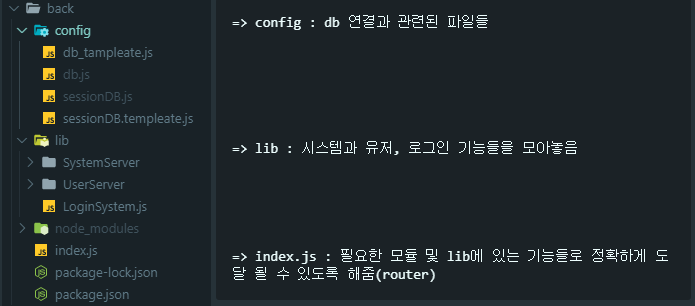 back
config
=> config : db 연결과 관련된 파일들
db_tampleate.js
db.js
sessionDB.js
sessionDB.templeate.js
lib
=> lib : 시스템과 유저, 로그인 기능들을 모아놓음
SystemServer
UserServer
LoginSystem.js
node_modules
index.js
=> index.js : 필요한 모듈 및 lib에 있는 기능들로 정확하게 도
달 될 수 있도록 해줌(router)
package-lock.json
package.json